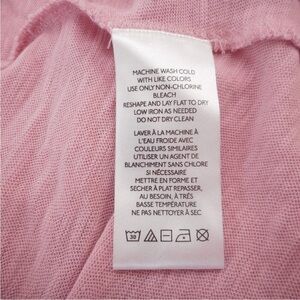 MACHINE WASH COLD
WITH LIKE COLORS
USE ONLY NON-CHLORINE
BLEACH
RESHAPE AND LAY FLAT TO DRY
LOW IRON AS NEEDED
DO NOT DRY CLEAN
LAVER À LA MACHINE À
L'EAU FROIDE AVEC
COULEURS SIMILAIRES
UTILISER UN AGENT DE
BLANCHIMENT SANS CHLORE
SI NÉCESSAIRE
METTRE EN FORME ET
SECHER À PLAT REPASSER,
AU BESOIN, À TRÈS
BASSE TEMPÉRATURE
NE PAS NETTOYER À SEC
30